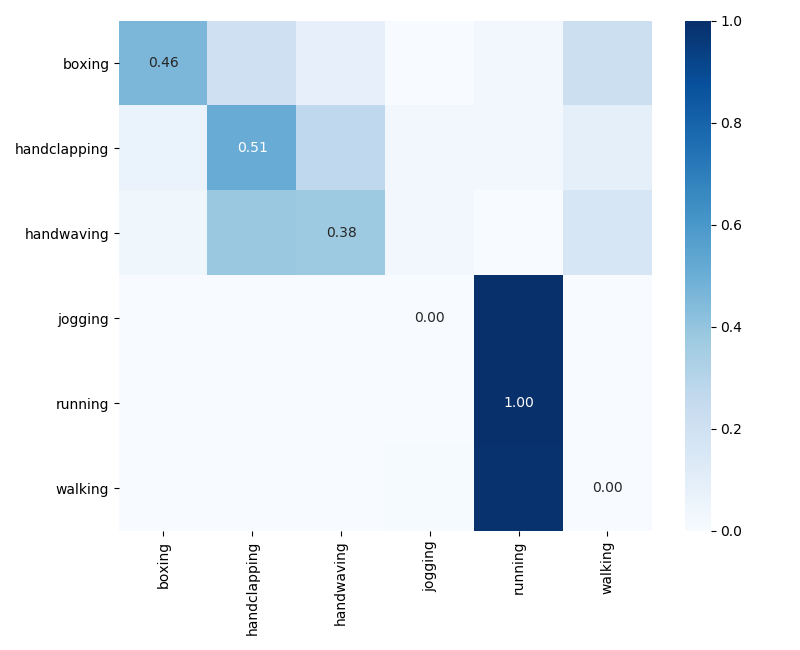 boxing
handclapping
handwaving
jogging
running
walking
0.46
0.51
0.38
0.00
1.00
0.00
boxing
handclapping
handwaving
jogging
running
walking
1.0
0.8
0.6
0.4
0.2
0.0